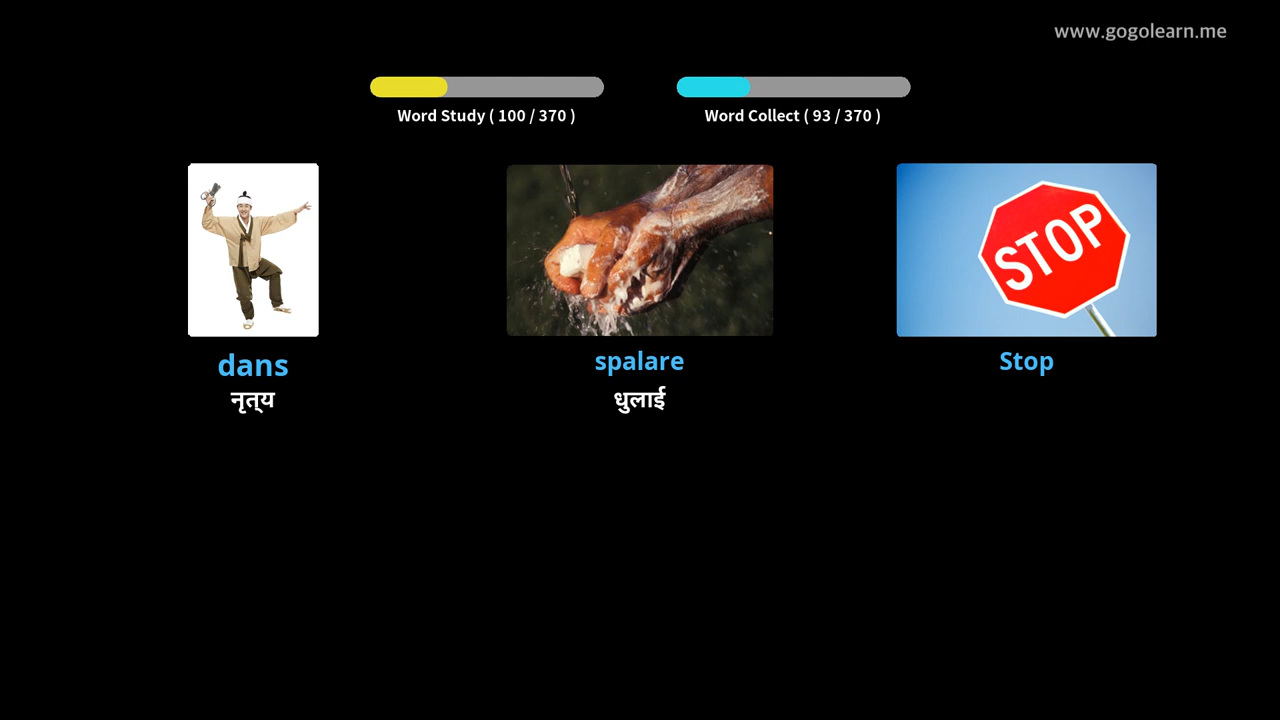 www.gogolearn.me
Word Study ( 100 / 370 )
Word Collect ( 93 / 370 )
STOP
dans
नृत्य
spalare
धुलाई
Stop